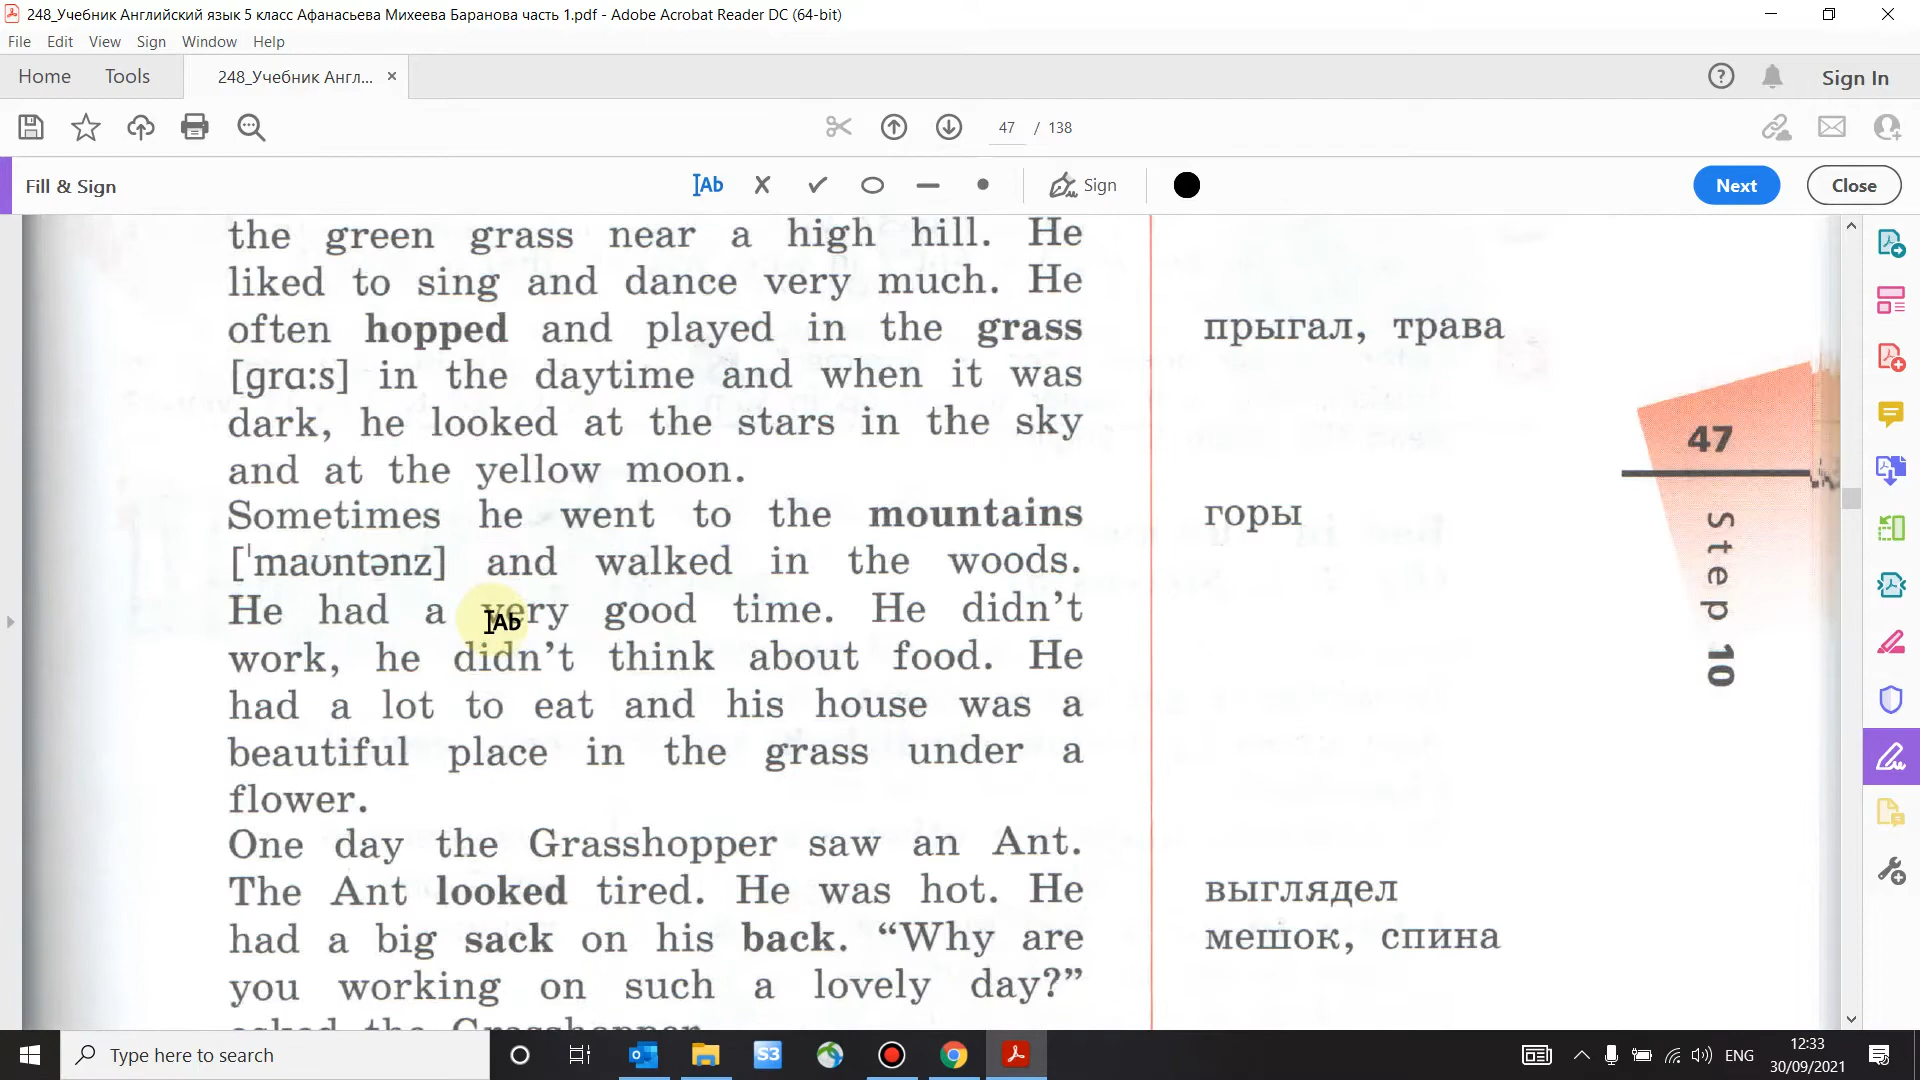 248_Учебник Английский язык 5 класс Афанасьева Михеева Баранова часть 1.pdf - Adobe Acrobat Reader DC (64-bit)
File Edit View Sign Window Help
Home Tools 248_Учебник Англ... × Sign In
47 / 138
Fill & Sign Ab Sign Next Close
the green grass near a high hill. He
liked to sing and dance very much. He
often hopped and played in the grass прыгал, трава
[grɑ:s] in the daytime and when it was
dark, he looked at the stars in the sky
and at the yellow moon.
Sometimes he went to the mountains горы
[ˈmaʊntənz] and walked in the woods.
He had a very good time. He didn’t
work, he didn’t think about food. He
had a lot to eat and his house was a
beautiful place in the grass under a
flower.
One day the Grasshopper saw an Ant.
The Ant looked tired. He was hot. He выглядел
had a big sack on his back. “Why are мешок, спина
you working on such a lovely day?”
asked the Grasshopper.
47
Step 10
Ab
Type here to search
S3
ENG
12:33
30/09/2021